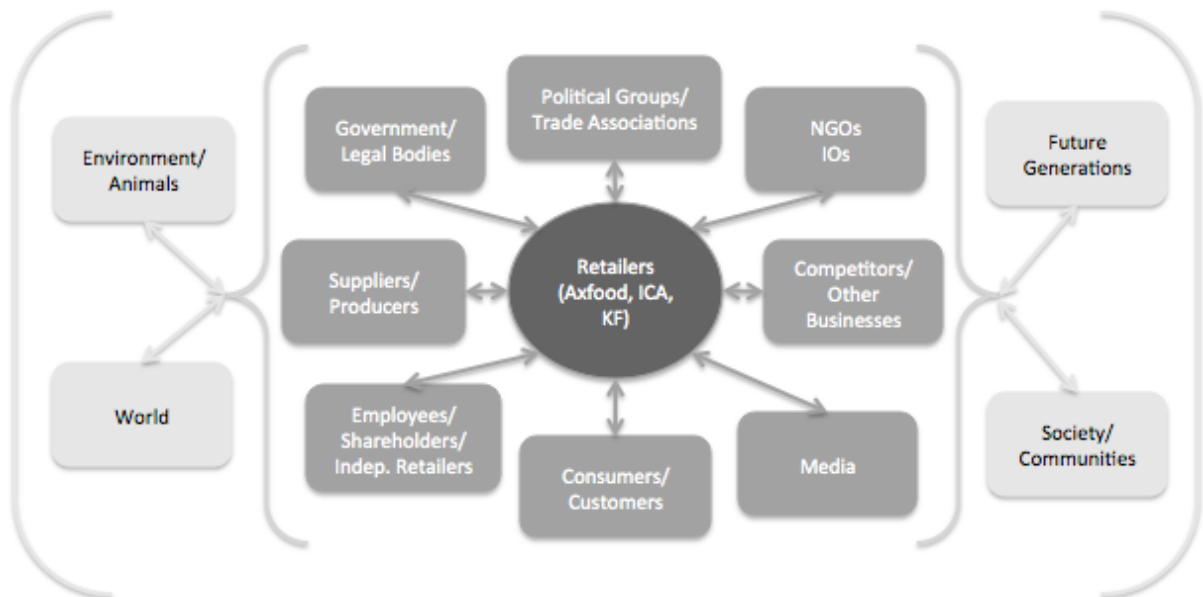 Political Groups/
Trade Associations
Government/
Legal Bodies
NGOs
IOs
Environment/
Animals
Future
Generations
Suppliers/
Producers
Retailers
(Axfood, ICA,
KF)
Competitors/
Other
Businesses
World
Employees/
Shareholders/
Indep. Retailers
Consumers/
Customers
Media
Society/
Communities